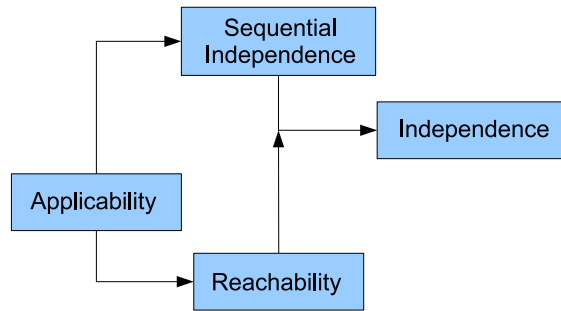 Sequential
Independence
Independence
Applicability
Reachability